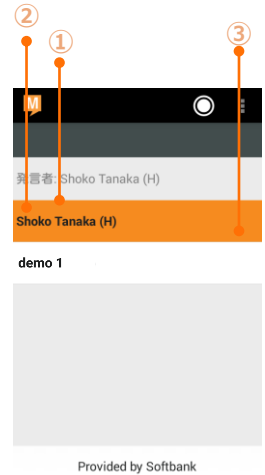 ② ① ③
M
発言者: Shoko Tanaka (H)
Shoko Tanaka (H)
demo 1
Provided by Softbank